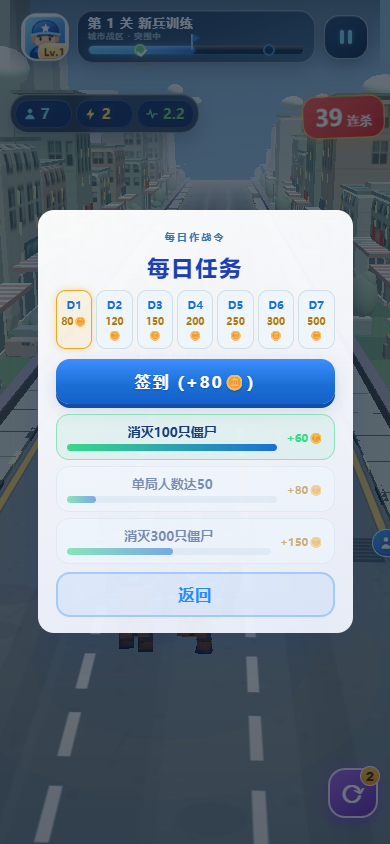 第 1 关 新兵训练
城市战区 · 突围中
Lv.1
7
2
2.2
39 连杀
每日作战令
每日任务
D1 D2 D3 D4 D5 D6 D7
80 120 150 200 250 300 500
签到 (+80)
消灭100只僵尸
+60
单局人数达50
+80
消灭300只僵尸
+150
返回
2